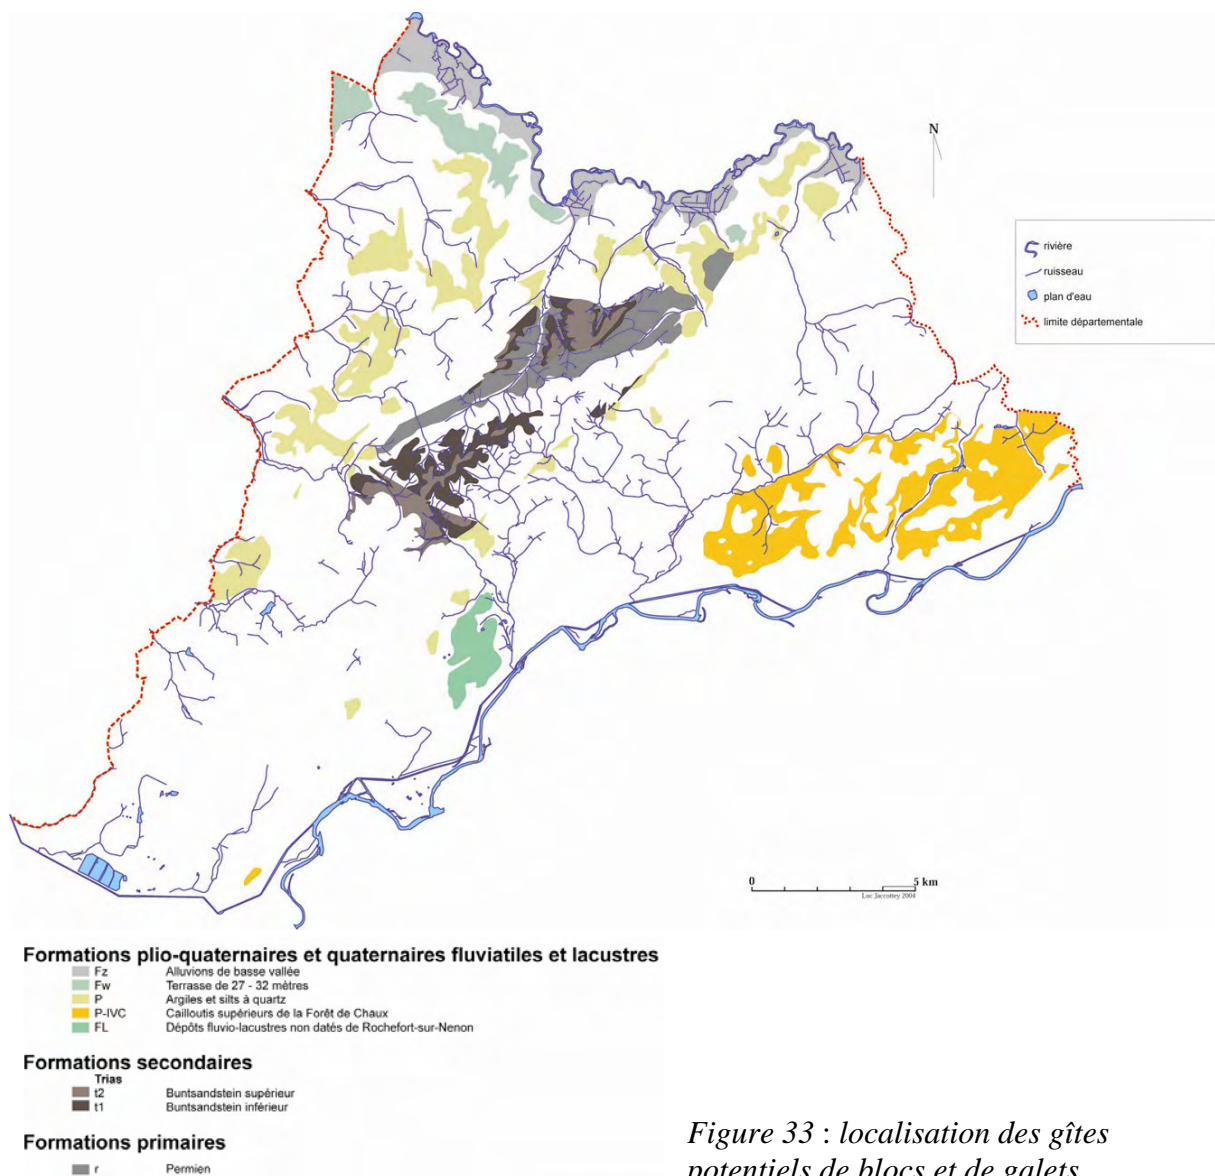 N
rivière
ruisseau
plan d'eau
limite départementale
0 5 km
Luc Jaccottey 2004
Formations plio-quaternaires et quaternaires fluviatiles et lacustres
Fz Alluvions de basse vallée
Fw Terrasse de 27 - 32 mètres
P Argiles et silts à quartz
P-IVC Cailloutis supérieurs de la Forêt de Chaux
FL Dépôts fluvio-lacustres non datés de Rochefort-sur-Nenon
Formations secondaires
Trias
t2 Buntsandstein supérieur
t1 Buntsandstein inférieur
Formations primaires
r Permien
Figure 33 : localisation des gîtes
potentiels de blocs et de galets